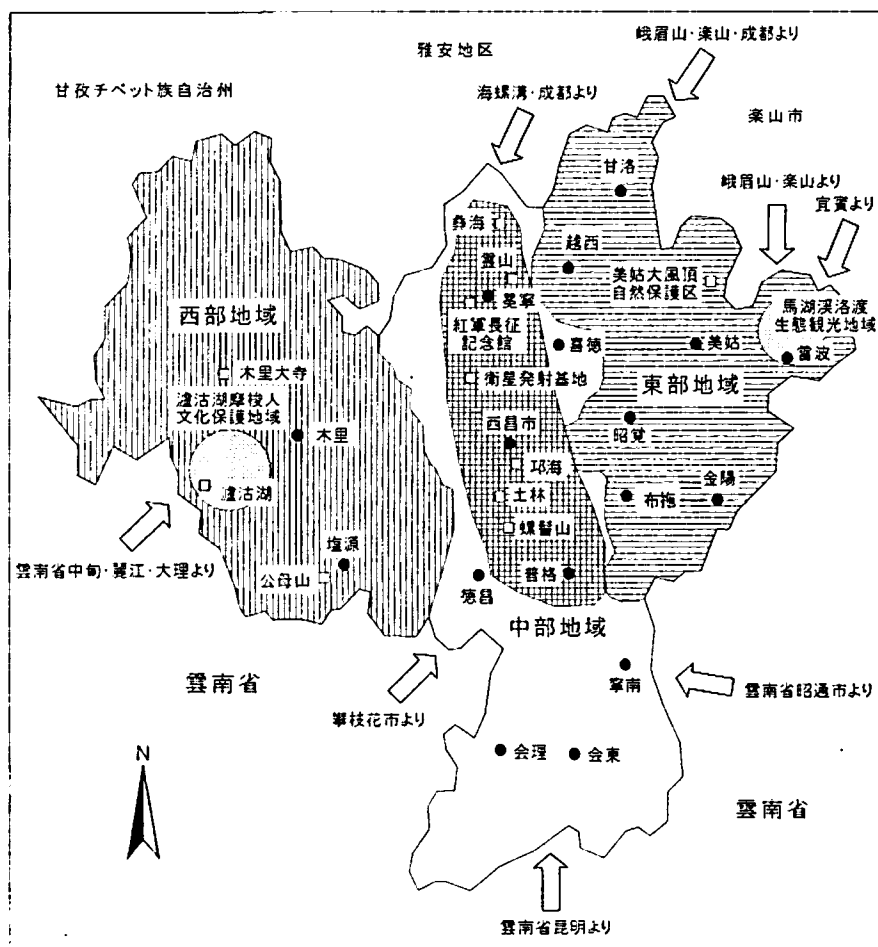 峨眉山・楽山・成都より
雅安地区
甘孜チベット族自治州
海螺溝・成都より
楽山市
甘洛
峨眉山・楽山より
宜賓より
彝海
越西
霊山
冕寧
美姑大風頂
自然保護区
馬湖渓洛渡
生態観光地域
西部地域
紅軍長征
記念館
喜徳
美姑
雷波
木里大寺
衛星発射基地
東部地域
瀘沽湖摩梭人
文化保護地域
木里
西昌市
昭覚
邛海
瀘沽湖
土林
布拖
金陽
螺髻山
塩源
雲南省中甸・麗江・大理より
公母山
徳昌
普格
中部地域
雲南省
寧南
攀枝花市より
雲南省昭通市より
N
会理
会東
雲南省
雲南省昆明より